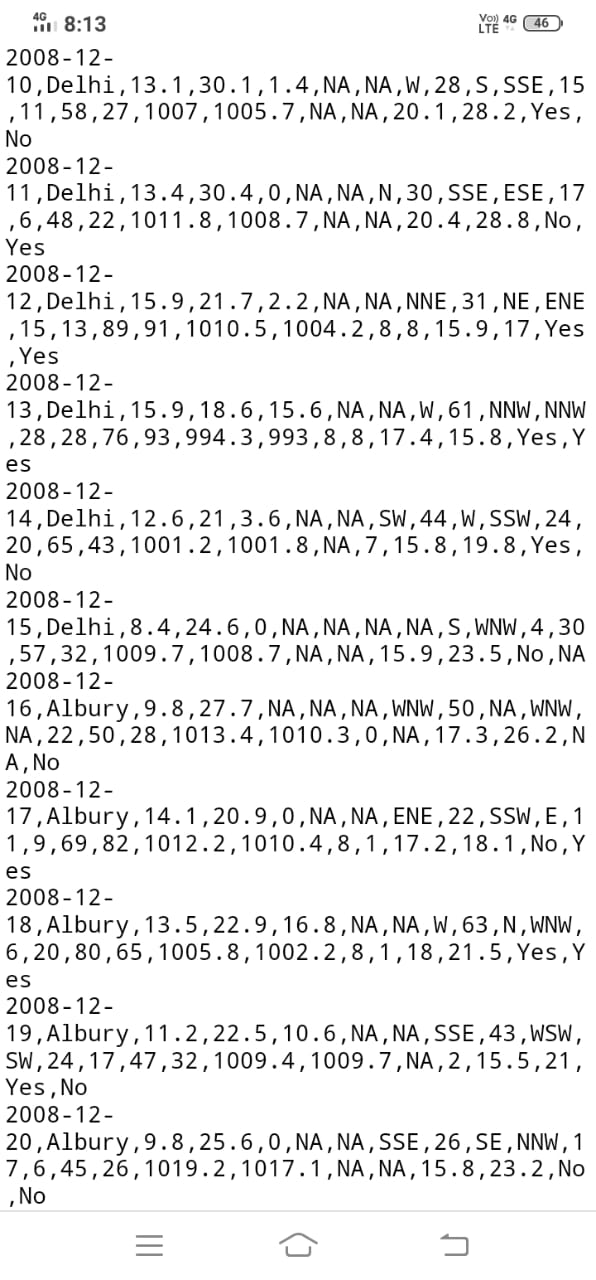 4G 8:13 Vo)) 4G LTE 46
2008-12-
10,Delhi,13.1,30.1,1.4,NA,NA,W,28,S,SSE,15
,11,58,27,1007,1005.7,NA,NA,20.1,28.2,Yes,
No
2008-12-
11,Delhi,13.4,30.4,0,NA,NA,N,30,SSE,ESE,17
,6,48,22,1011.8,1008.7,NA,NA,20.4,28.8,No,
Yes
2008-12-
12,Delhi,15.9,21.7,2.2,NA,NA,NNE,31,NE,ENE
,15,13,89,91,1010.5,1004.2,8,8,15.9,17,Yes
,Yes
2008-12-
13,Delhi,15.9,18.6,15.6,NA,NA,W,61,NNW,NNW
,28,28,76,93,994.3,993,8,8,17.4,15.8,Yes,Y
es
2008-12-
14,Delhi,12.6,21,3.6,NA,NA,SW,44,W,SSW,24,
20,65,43,1001.2,1001.8,NA,7,15.8,19.8,Yes,
No
2008-12-
15,Delhi,8.4,24.6,0,NA,NA,NA,NA,S,WNW,4,30
,57,32,1009.7,1008.7,NA,NA,15.9,23.5,No,NA
2008-12-
16,Albury,9.8,27.7,NA,NA,NA,WNW,50,NA,WNW,
NA,22,50,28,1013.4,1010.3,0,NA,17.3,26.2,N
A,No
2008-12-
17,Albury,14.1,20.9,0,NA,NA,ENE,22,SSW,E,1
1,9,69,82,1012.2,1010.4,8,1,17.2,18.1,No,Y
es
2008-12-
18,Albury,13.5,22.9,16.8,NA,NA,W,63,N,WNW,
6,20,80,65,1005.8,1002.2,8,1,18,21.5,Yes,Y
es
2008-12-
19,Albury,11.2,22.5,10.6,NA,NA,SSE,43,WSW,
SW,24,17,47,32,1009.4,1009.7,NA,2,15.5,21,
Yes,No
2008-12-
20,Albury,9.8,25.6,0,NA,NA,SSE,26,SE,NNW,1
7,6,45,26,1019.2,1017.1,NA,NA,15.8,23.2,No
,No